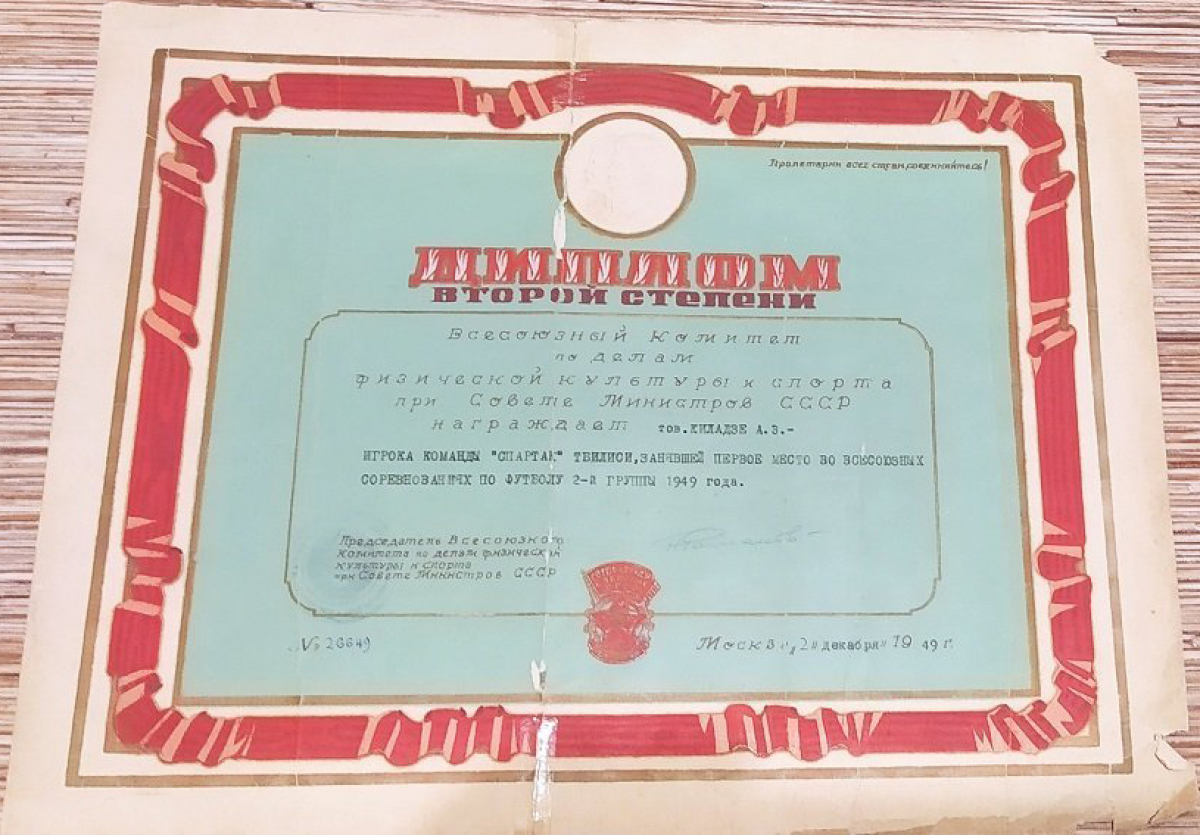 Пролетарии всех стран, соединяйтесь!
ДИПЛОМ
ВТОРОЙ СТЕПЕНИ
Всесоюзный Комитет
по делам
физической культуры и спорта
при Совете Министров СССР
награждает тов.КИЛАДЗЕ А.З.-
ИГРОКА КОМАНДЫ "СПАРТАК" ТБИЛИСИ,ЗАНЯВШЕЙ ПЕРВОЕ МЕСТО ВО ВСЕСОЮЗНЫХ
СОРЕВНОВАНИЯХ ПО ФУТБОЛУ 2-й ГРУППЫ 1949 года.
Председатель Всесоюзного
Комитета по делам физической
культуры и спорта
при Совете Министров СССР
№ 26649
Москва „2" декабря" 1949 г.